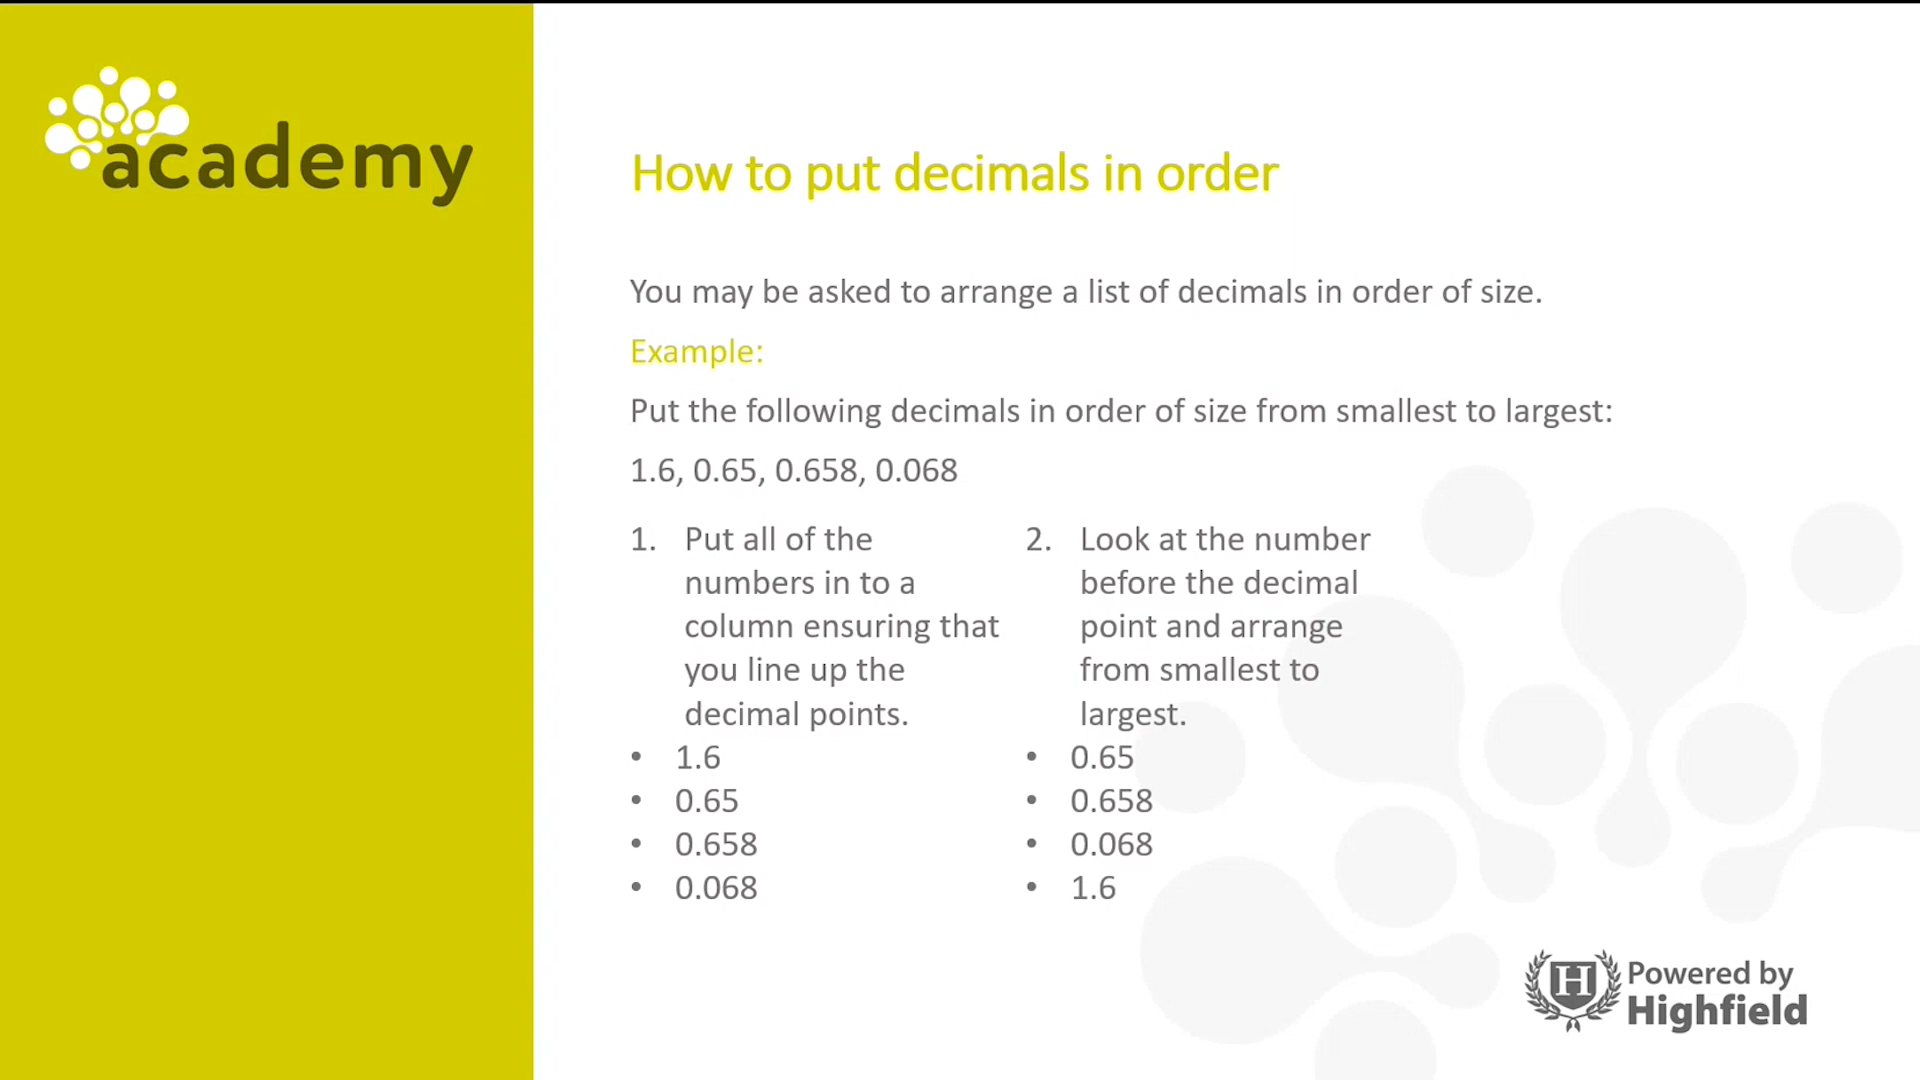 academy
How to put decimals in order
You may be asked to arrange a list of decimals in order of size.
Example:
Put the following decimals in order of size from smallest to largest:
1.6, 0.65, 0.658, 0.068
1. Put all of the
numbers in to a
column ensuring that
you line up the
decimal points.
• 1.6
• 0.65
• 0.658
• 0.068
2. Look at the number
before the decimal
point and arrange
from smallest to
largest.
• 0.65
• 0.658
• 0.068
• 1.6
H
Powered by
Highfield